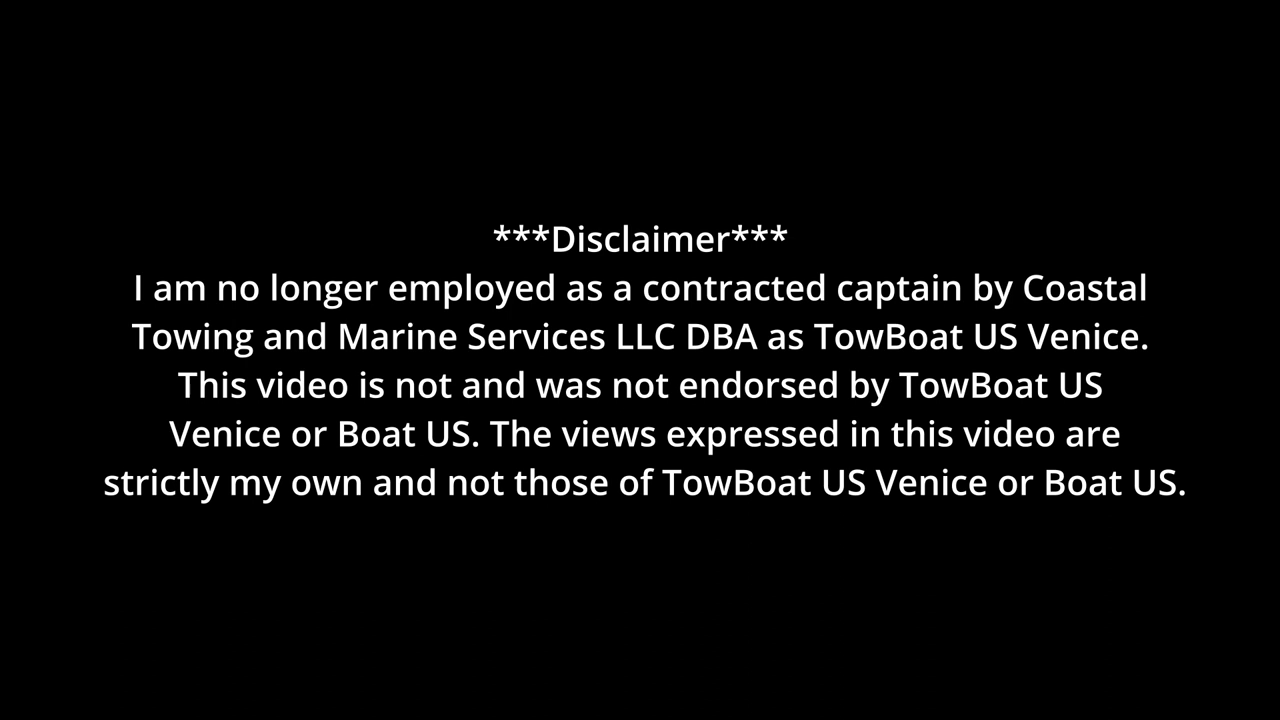 ***Disclaimer***
I am no longer employed as a contracted captain by Coastal
Towing and Marine Services LLC DBA as TowBoat US Venice.
This video is not and was not endorsed by TowBoat US
Venice or Boat US. The views expressed in this video are
strictly my own and not those of TowBoat US Venice or Boat US.